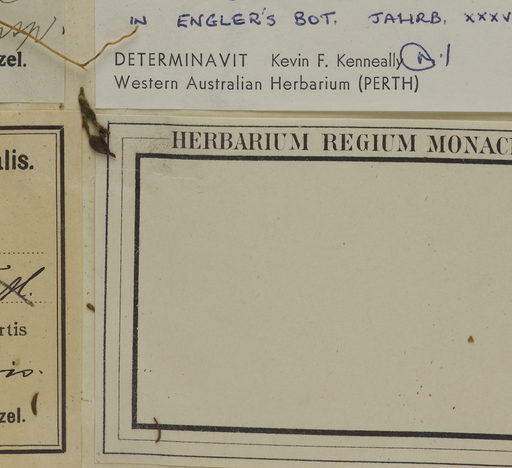 nsp.
zel.
IN ENGLER'S BOT. JAHRB. XXXV
DETERMINAVIT Kevin F. Kenneally
Western Australian Herbarium (PERTH)
alis.
rtis
zel.
HERBARIUM REGIUM MONAC